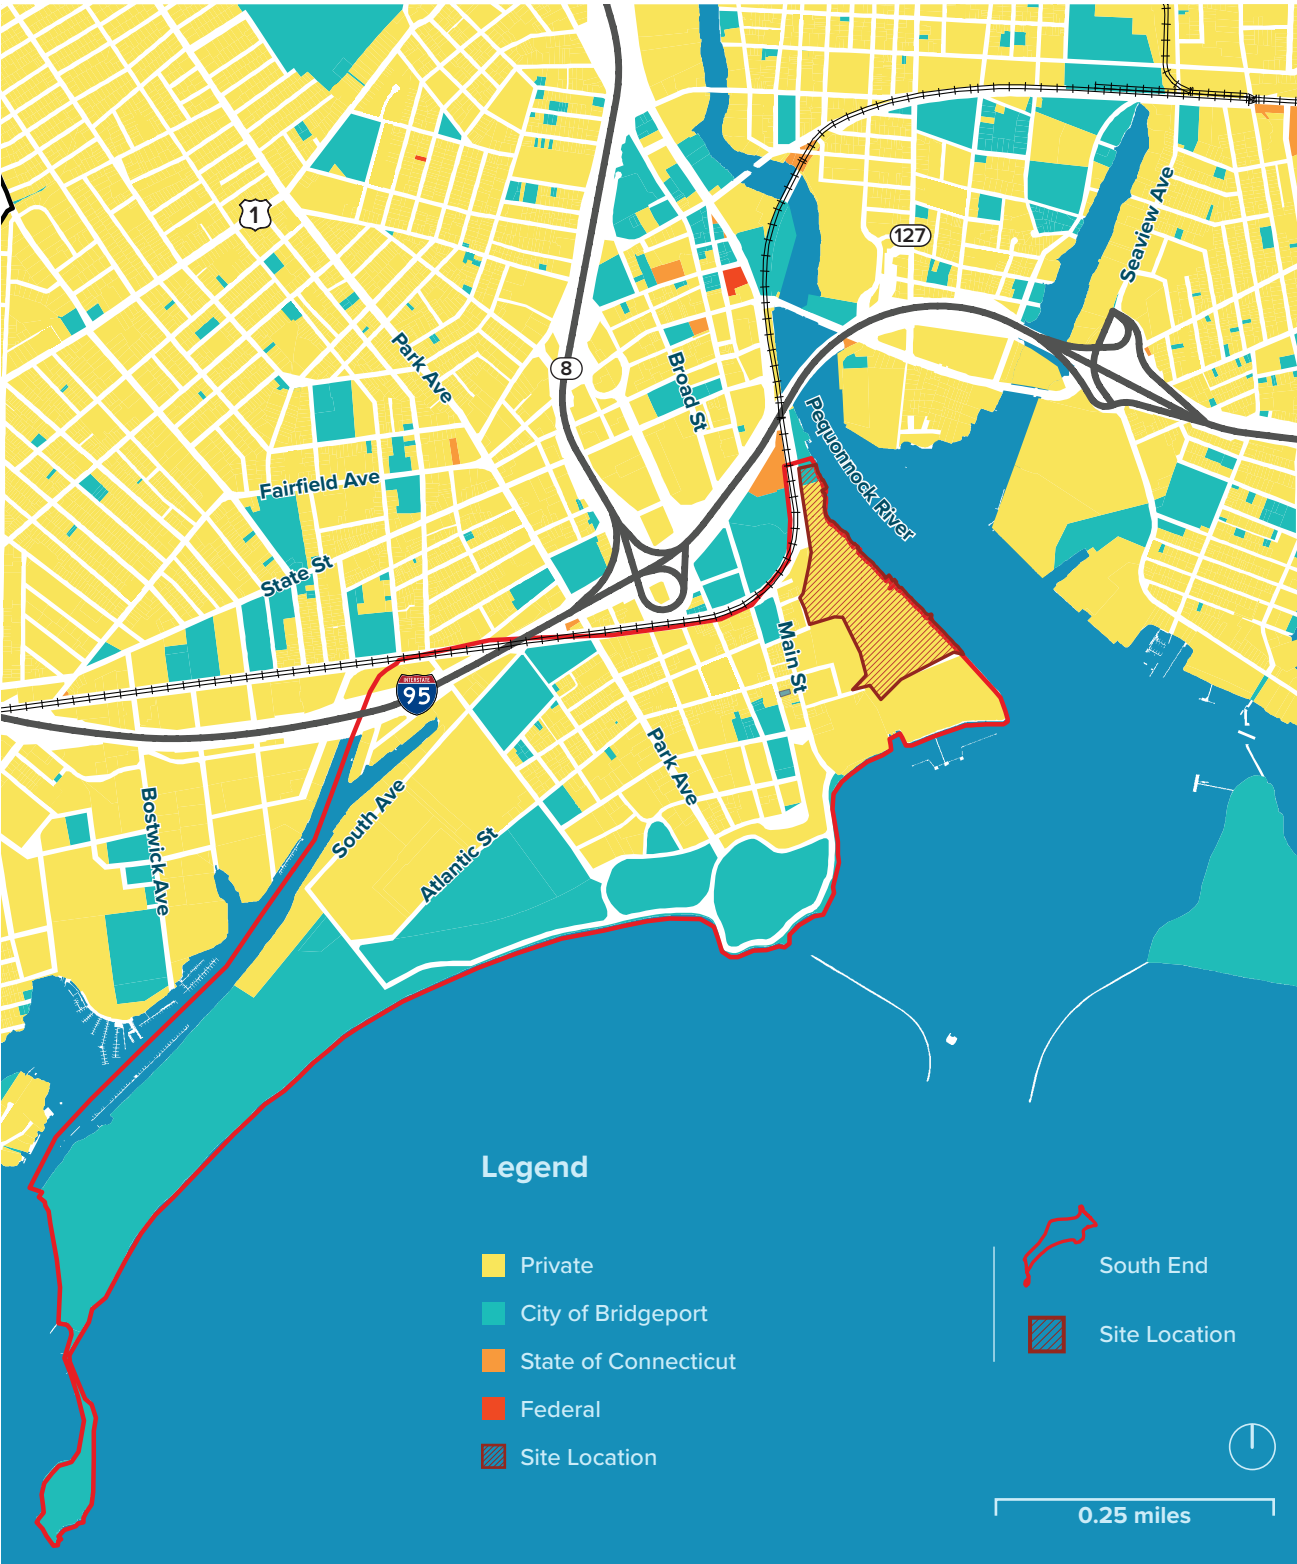 1
127
Seaview Ave
Park Ave
8
Broad St
Pequonnock River
Fairfield Ave
State St
Main St
INTERSTATE
95
Park Ave
South Ave
Bostwick Ave
Atlantic St
Legend
Private
City of Bridgeport
State of Connecticut
Federal
Site Location
South End
Site Location
0.25 miles